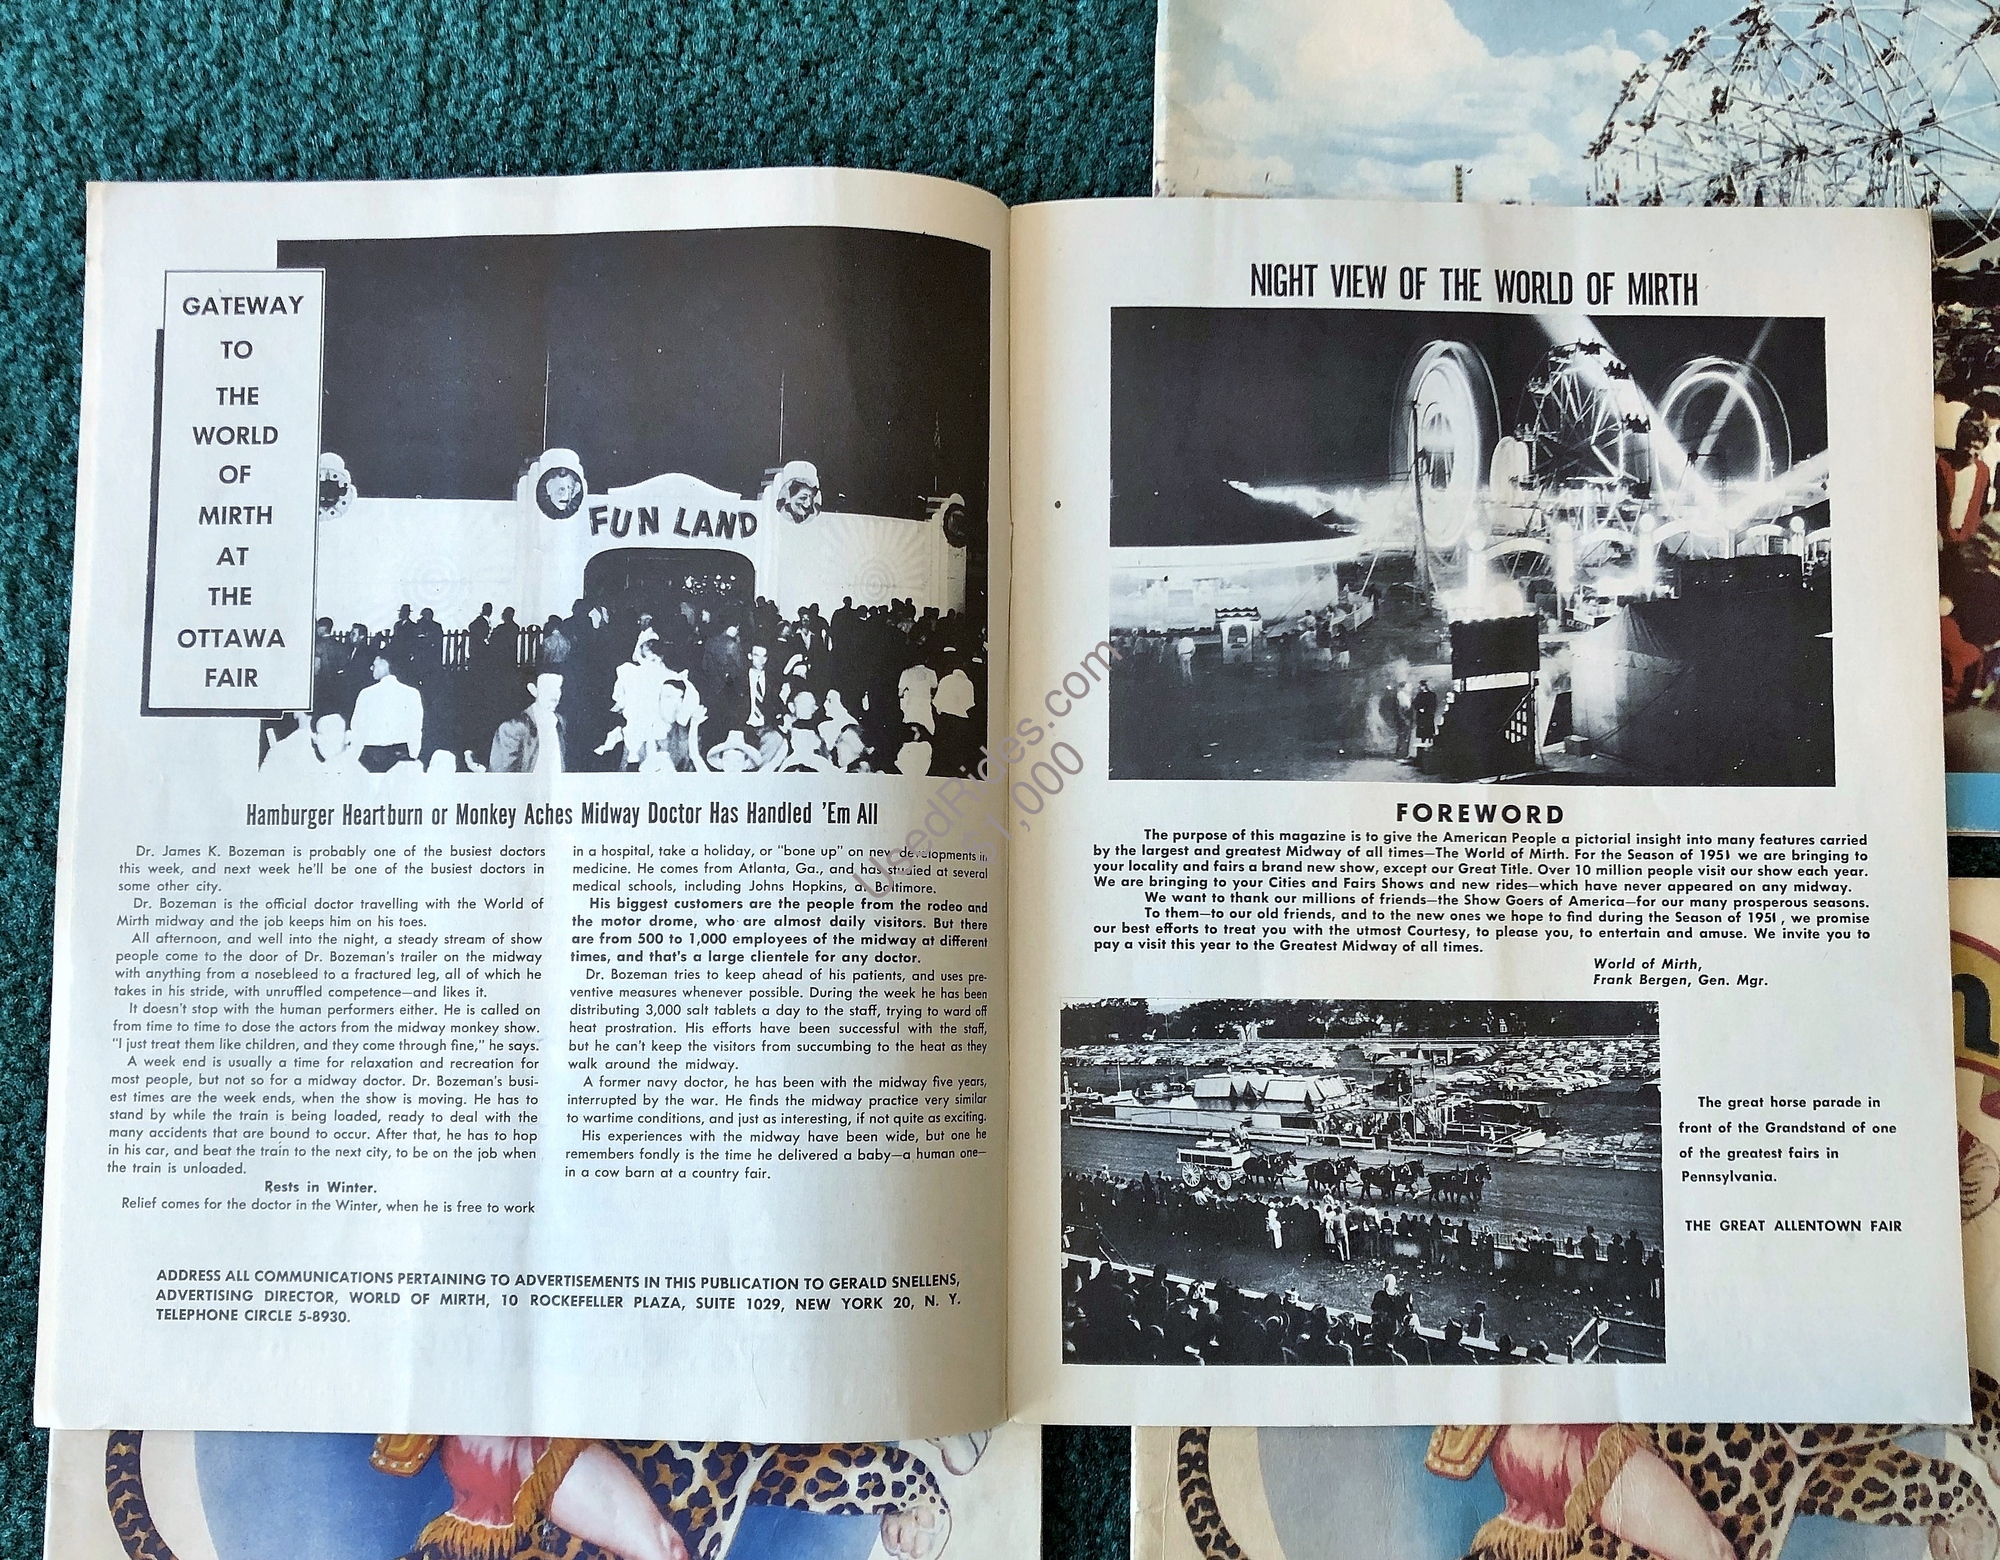 GATEWAY
TO
THE
WORLD
OF
MIRTH
AT
THE
OTTAWA
FAIR
FUN LAND
Hamburger Heartburn or Monkey Aches Midway Doctor Has Handled 'Em All
Dr. James K. Bozeman is probably one of the busiest doctors
this week, and next week he'll be one of the busiest doctors in
some other city.
Dr. Bozeman is the official doctor travelling with the World of
Mirth midway and the job keeps him on his toes.
All afternoon, and well into the night, a steady stream of show
people come to the door of Dr. Bozeman's trailer on the midway
with anything from a nosebleed to a fractured leg, all of which he
takes in his stride, with unruffled competence—and likes it.
It doesn't stop with the human performers either. He is called on
from time to time to dose the actors from the midway monkey show.
"I just treat them like children, and they come through fine," he says.
A week end is usually a time for relaxation and recreation for
most people, but not so for a midway doctor. Dr. Bozeman's busi-
est times are the week ends, when the show is moving. He has to
stand by while the train is being loaded, ready to deal with the
many accidents that are bound to occur. After that, he has to hop
in his car, and beat the train to the next city, to be on the job when
the train is unloaded.
Rests in Winter.
Relief comes for the doctor in the Winter, when he is free to work
in a hospital, take a holiday, or "bone up" on new developments in
medicine. He comes from Atlanta, Ga., and has studied at several
medical schools, including Johns Hopkins, at Baltimore.
His biggest customers are the people from the rodeo and
the motor drome, who are almost daily visitors. But there
are from 500 to 1,000 employees of the midway at different
times, and that's a large clientele for any doctor.
Dr. Bozeman tries to keep ahead of his patients, and uses pre-
ventive measures whenever possible. During the week he has been
distributing 3,000 salt tablets a day to the staff, trying to ward off
heat prostration. His efforts have been successful with the staff,
but he can't keep the visitors from succumbing to the heat as they
walk around the midway.
A former navy doctor, he has been with the midway five years,
interrupted by the war. He finds the midway practice very similar
to wartime conditions, and just as interesting, if not quite as exciting.
His experiences with the midway have been wide, but one he
remembers fondly is the time he delivered a baby—a human one—
in a cow barn at a country fair.
ADDRESS ALL COMMUNICATIONS PERTAINING TO ADVERTISEMENTS IN THIS PUBLICATION TO GERALD SNELLENS,
ADVERTISING DIRECTOR, WORLD OF MIRTH, 10 ROCKEFELLER PLAZA, SUITE 1029, NEW YORK 20, N. Y.
TELEPHONE CIRCLE 5-8930.
NIGHT VIEW OF THE WORLD OF MIRTH
FOREWORD
The purpose of this magazine is to give the American People a pictorial insight into many features carried
by the largest and greatest Midway of all times—The World of Mirth. For the Season of 1951 we are bringing to
your locality and fairs a brand new show, except our Great Title. Over 10 million people visit our show each year.
We are bringing to your Cities and Fairs Shows and new rides—which have never appeared on any midway.
We want to thank our millions of friends—the Show Goers of America—for our many prosperous seasons.
To them—to our old friends, and to the new ones we hope to find during the Season of 1951, we promise
our best efforts to treat you with the utmost Courtesy, to please you, to entertain and amuse. We invite you to
pay a visit this year to the Greatest Midway of all times.
World of Mirth,
Frank Bergen, Gen. Mgr.
The great horse parade in
front of the Grandstand of one
of the greatest fairs in
Pennsylvania.
THE GREAT ALLENTOWN FAIR
UsedRides.com
$1,000